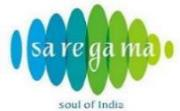 sa re ga ma
soul of India